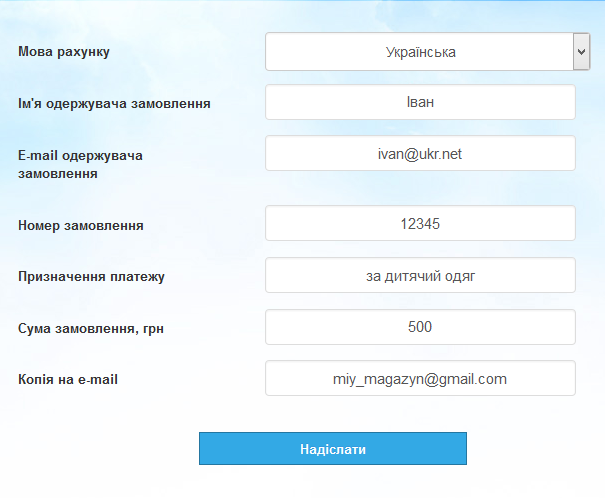 Мова рахунку
Українська
Ім'я одержувача замовлення
Іван
E-mail одержувача
замовлення
ivan@ukr.net
Номер замовлення
12345
Призначення платежу
за дитячий одяг
Сума замовлення, грн
500
Копія на e-mail
miy_magazyn@gmail.com
Надіслати